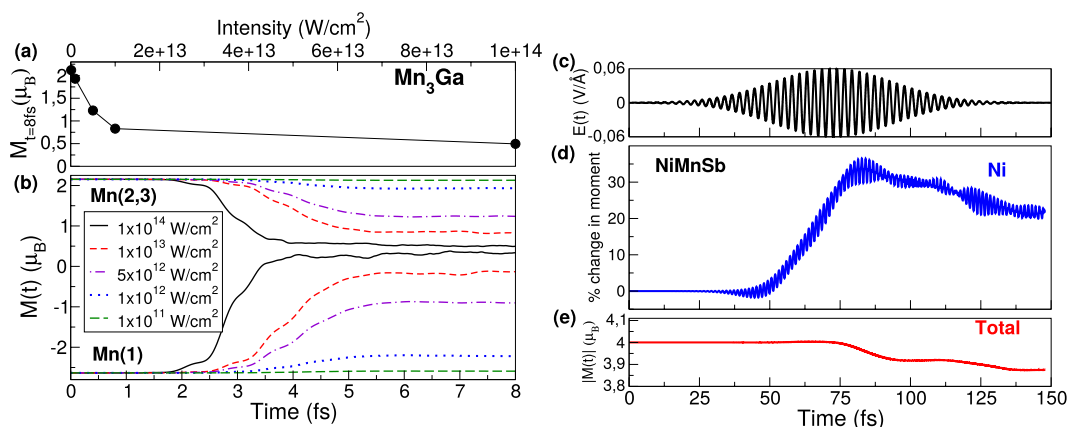 Intensity (W/cm²)
(a) 0 2e+13 4e+13 6e+13 8e+13 1e+14
Mn₃Ga
M_t=8fs (μ_B)
2
1,5
1
0,5
0
(b)
Mn(2,3)
1x10¹⁴ W/cm²
1x10¹³ W/cm²
5x10¹² W/cm²
1x10¹² W/cm²
1x10¹¹ W/cm²
Mn(1)
M(t) (μ_B)
2
1
0
-1
-2
0 1 2 3 4 5 6 7 8
Time (fs)
(c)
E(t) (V/Å)
0,06
0
-0,06
(d)
NiMnSb
Ni
% change in moment
30
20
10
0
(e)
Total
|M(t)| (μ_B)
4,1
4
3,9
3,8
0 25 50 75 100 125 150
Time (fs)